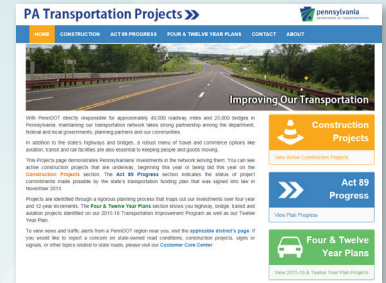 PA Transportation Projects
pennsylvania
DEPARTMENT OF TRANSPORTATION
HOME CONSTRUCTION ACT 89 PROGRESS FOUR & TWELVE YEAR PLANS CONTACT ABOUT
Improving Our Transportation
With PennDOT directly responsible for approximately 40,000 roadway miles and 25,000 bridges in
Pennsylvania, maintaining our transportation network takes strong partnership among the department,
federal and local governments, planning partners and our communities.
In addition to the state's highways and bridges, a robust menu of travel and commerce options like
aviation, transit and rail facilities are also essential to keeping people and goods moving.
This Projects page demonstrates Pennsylvanians' investments in the network serving them. You can see
active construction projects that are underway, beginning this year or being bid this year on the
Construction Projects section. The Act 89 Progress section indicates the status of project
commitments made possible by the state's transportation funding plan that was signed into law in
November 2013.
Projects are identified through a rigorous planning process that maps out our investments over four year
and 12-year increments. The Four & Twelve Year Plans section shows you highway, bridge, transit and
aviation projects identified on our 2015-18 Transportation Improvement Program as well as our Twelve
Year Plan.
To view news and traffic alerts from a PennDOT region near you, visit the applicable district's page. If
you would like to report a concern on state-owned road conditions, construction projects, signs or
signals, or other topics related to state roads, please visit our Customer Care Center.
Construction
Projects
View Active Construction Projects
Act 89
Progress
View Plan Progress
Four & Twelve
Year Plans
View 2015-18 & Twelve Year Plan Projects